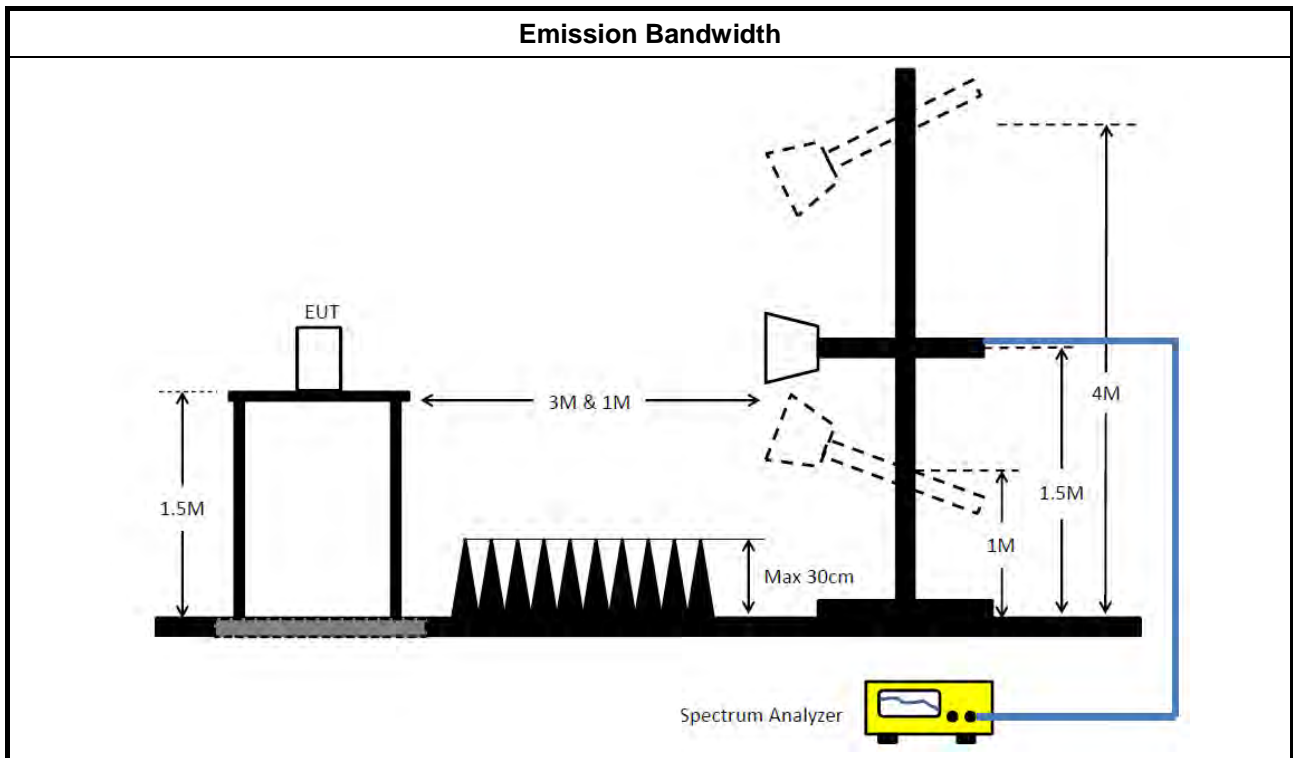 Emission Bandwidth
EUT
3M & 1M
4M
1.5M
1.5M
1M
Max 30cm
Spectrum Analyzer